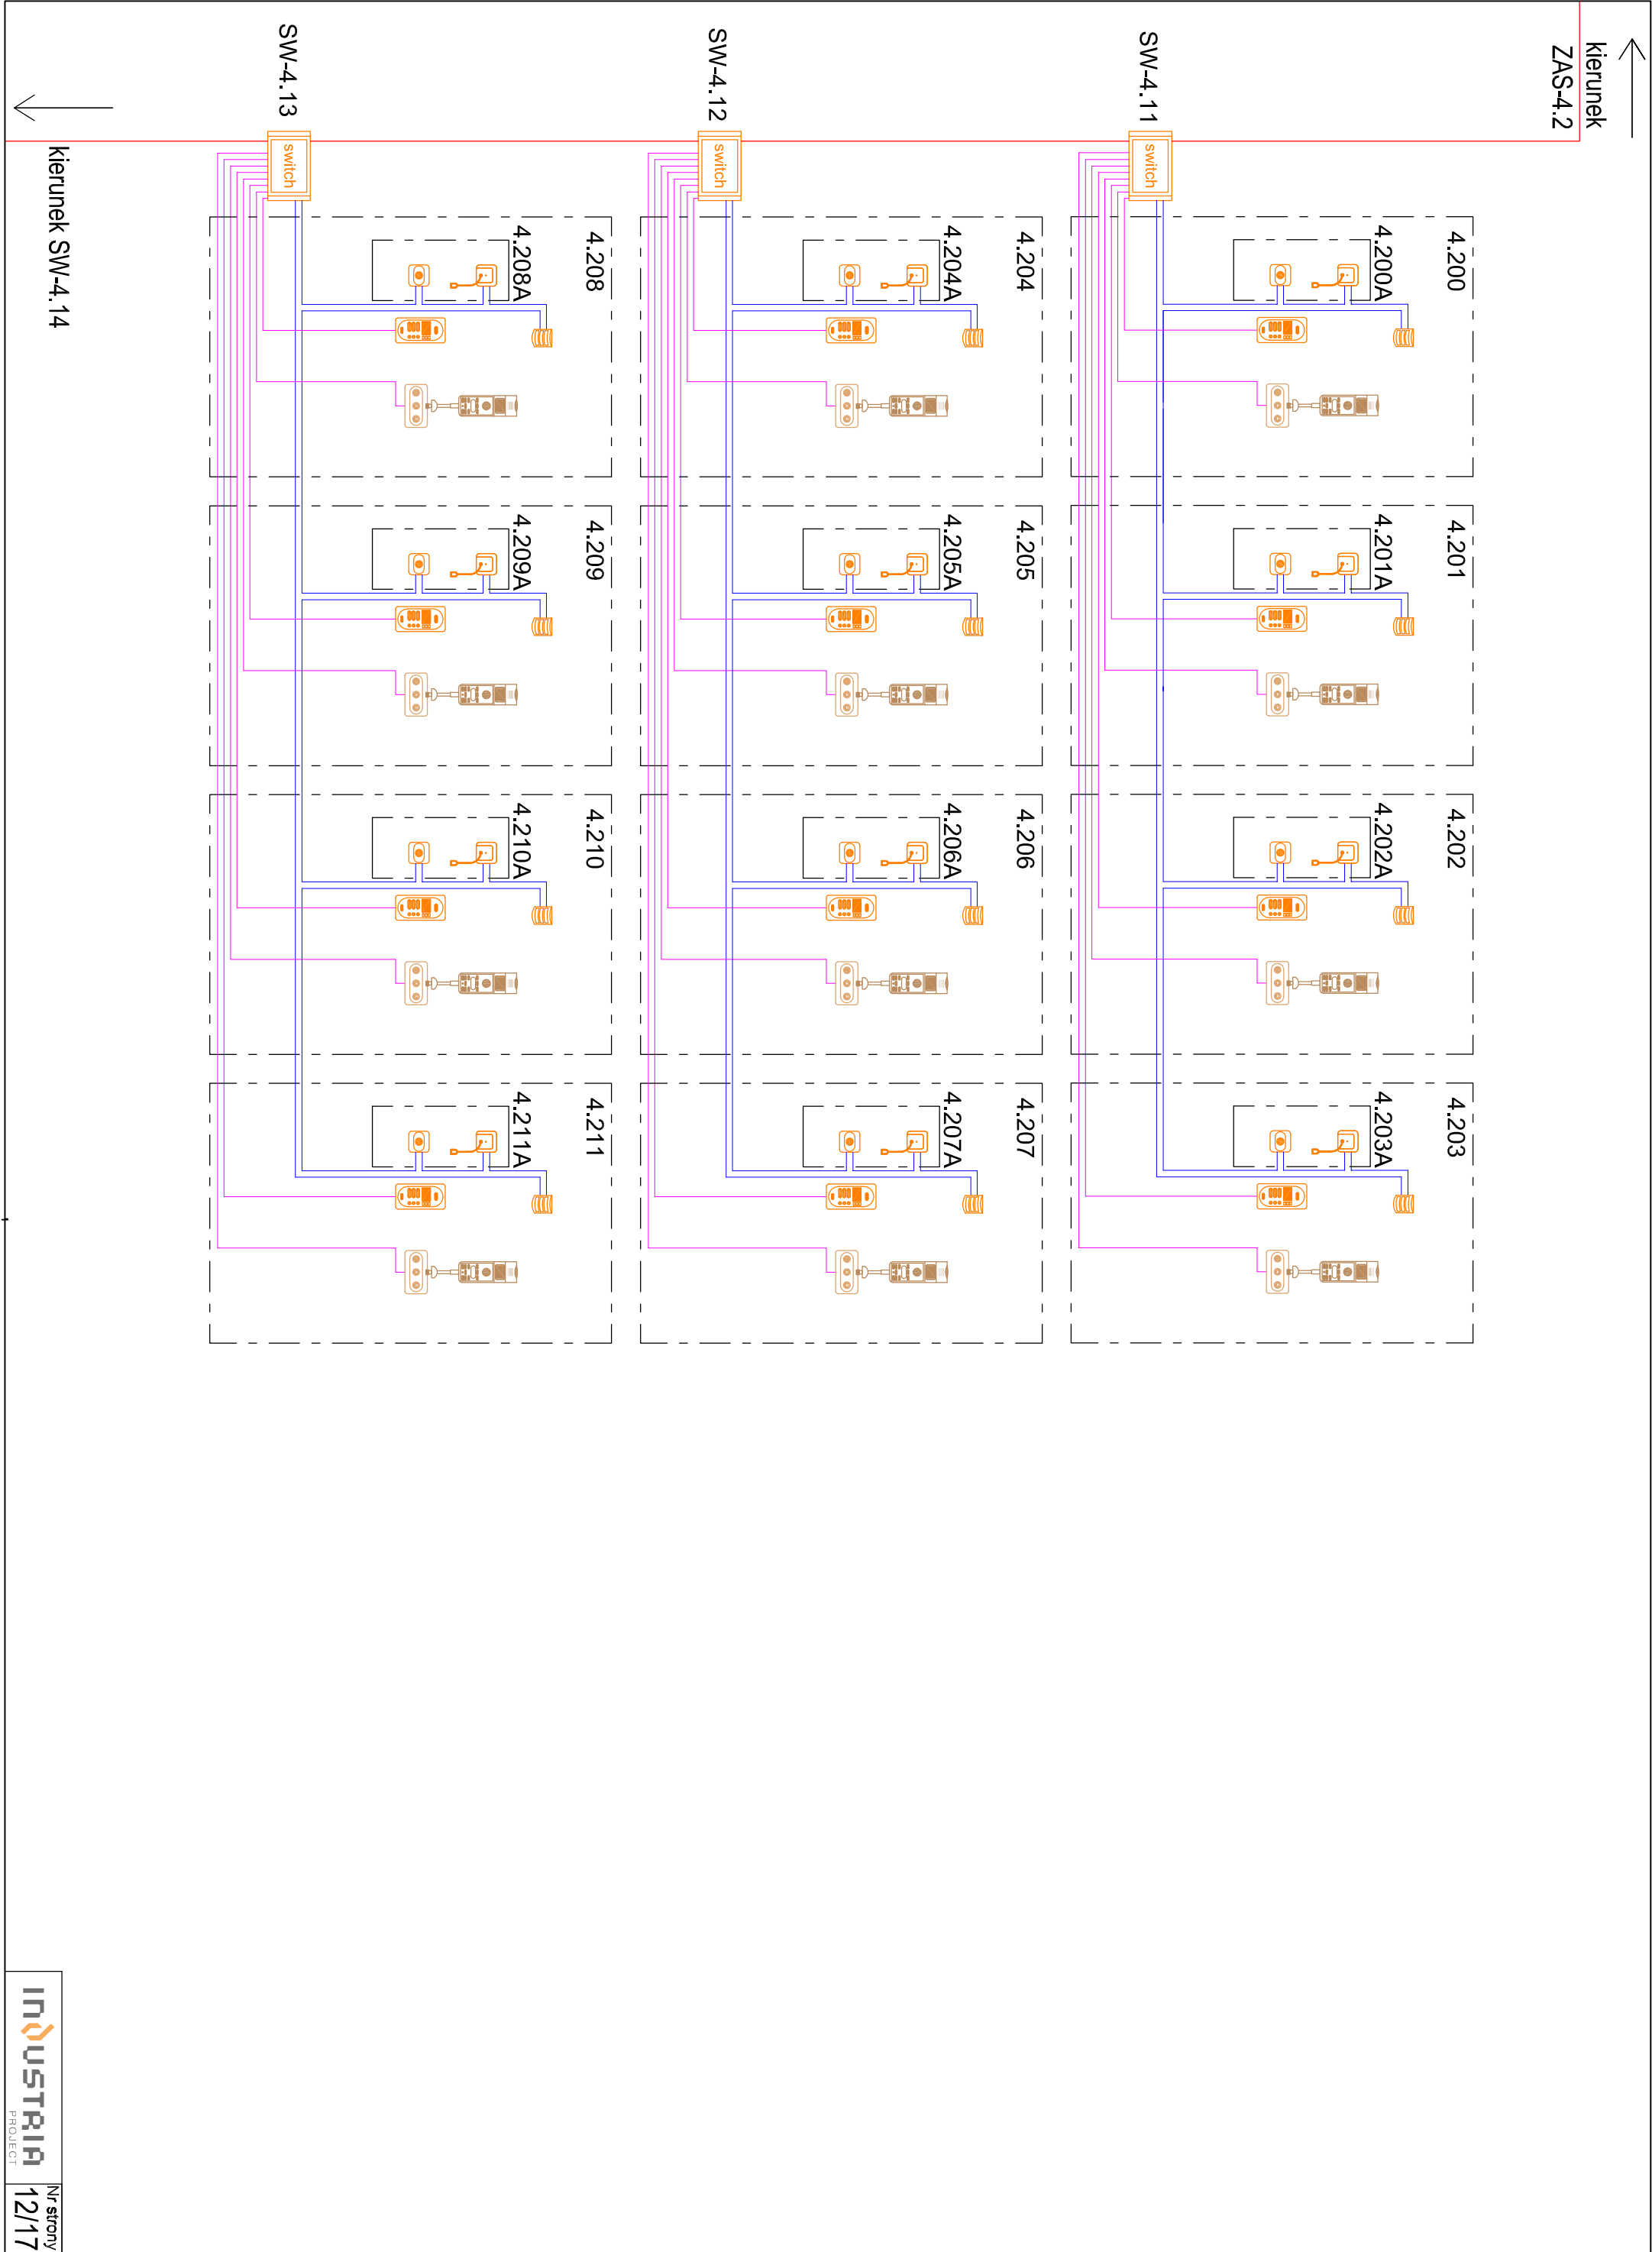 kierunek
ZAS-4.2
SW-4.11
switch
4.200
4.200A
4.201
4.201A
4.202
4.202A
4.203
4.203A
SW-4.12
switch
4.204
4.204A
4.205
4.205A
4.206
4.206A
4.207
4.207A
SW-4.13
switch
4.208
4.208A
4.209
4.209A
4.210
4.210A
4.211
4.211A
kierunek SW-4.14
INDUSTRIA
PROJECT
Nr strony
12/17